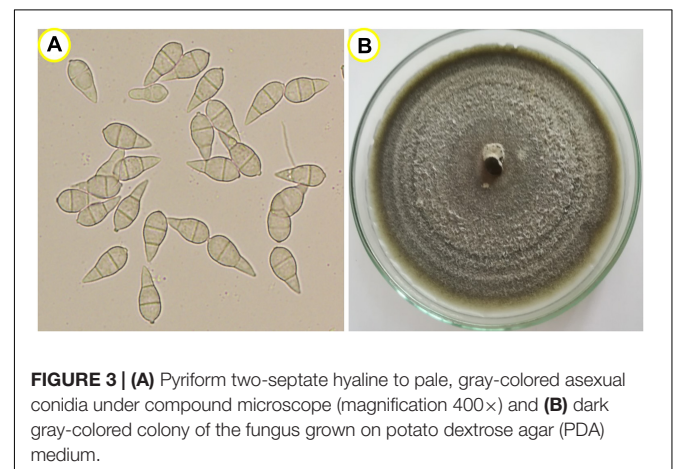 A
B
FIGURE 3 | (A) Pyriform two-septate hyaline to pale, gray-colored asexual
conidia under compound microscope (magnification 400×) and (B) dark
gray-colored colony of the fungus grown on potato dextrose agar (PDA)
medium.